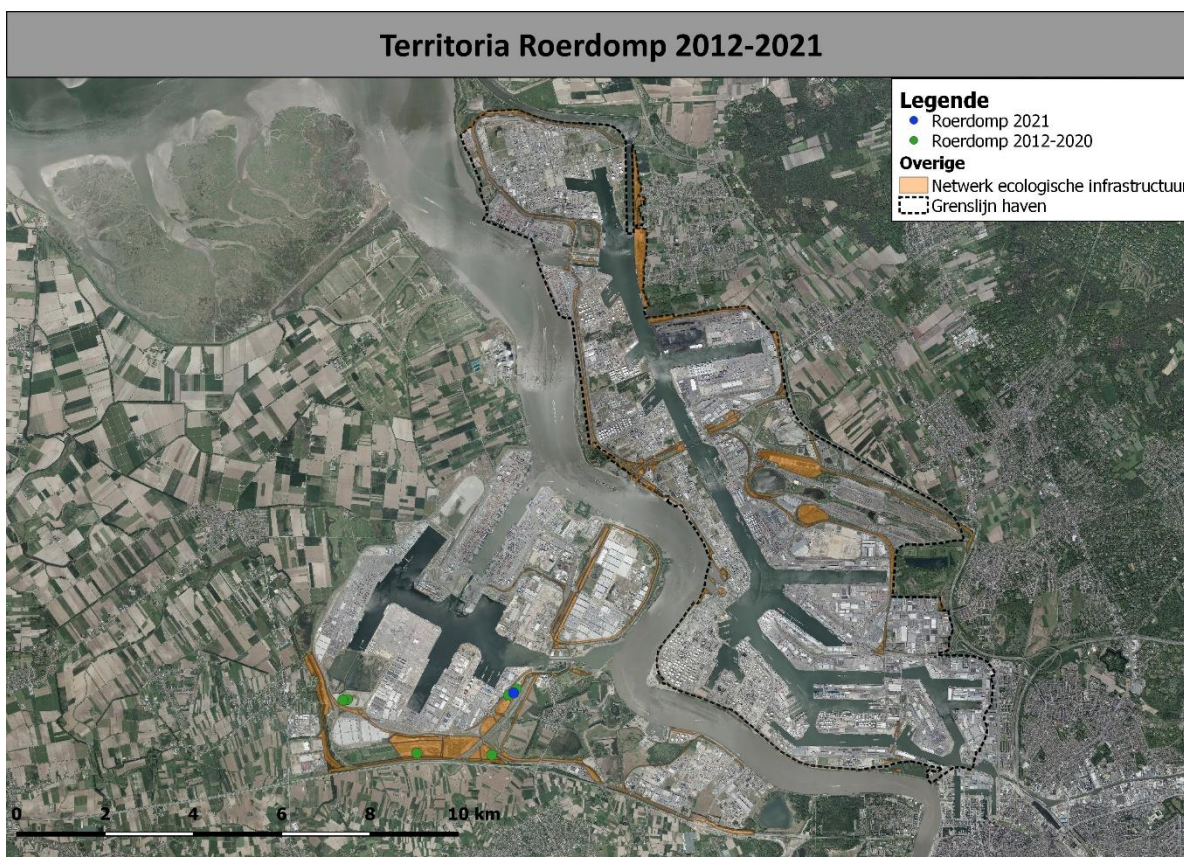 Territoria Roerdomp 2012-2021
Legende
Roerdomp 2021
Roerdomp 2012-2020
Overige
Netwerk ecologische infrastructuur
Grenslijn haven
0 2 4 6 8 10 km